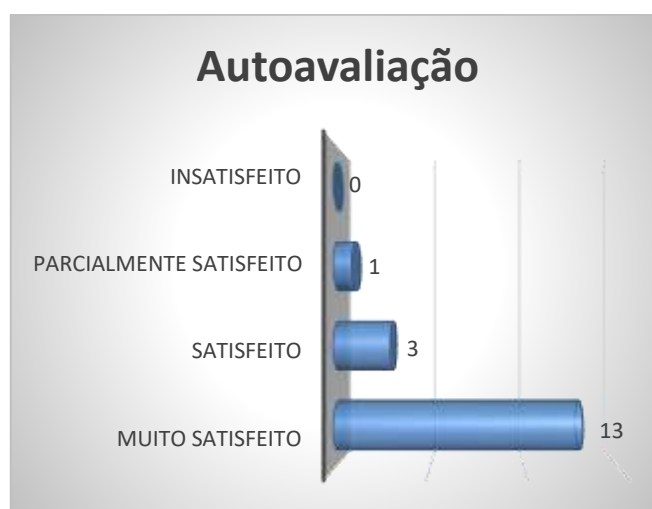 Autoavaliação
INSATISFEITO
0
PARCIALMENTE SATISFEITO
1
SATISFEITO
3
MUITO SATISFEITO
13